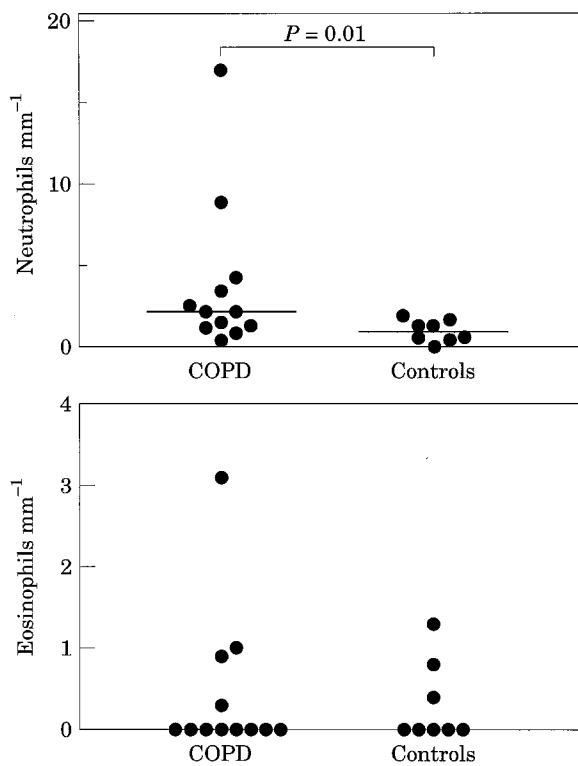 20
P = 0.01
10
0
Neutrophils mm⁻¹
COPD
Controls
4
3
2
1
0
Eosinophils mm⁻¹
COPD
Controls